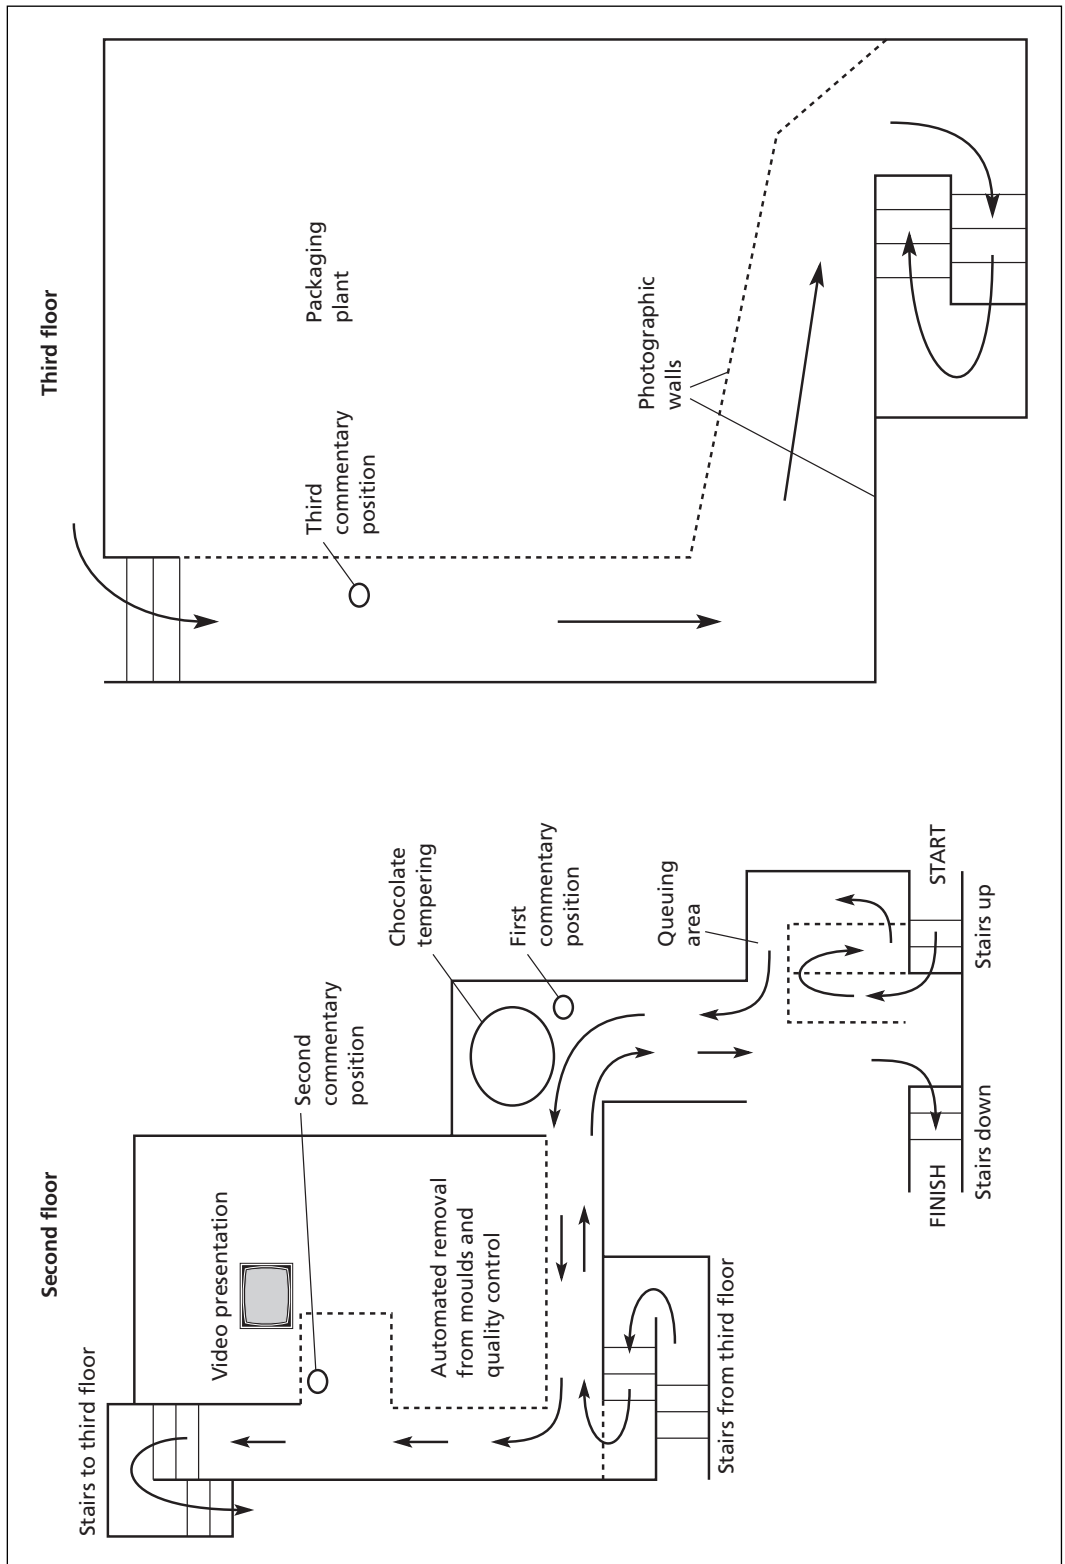 Second floor
Stairs to third floor
Video presentation
Second
commentary
position
Automated removal
from moulds and
quality control
Stairs from third floor
Chocolate
tempering
First
commentary
position
Queuing
area
FINISH
Stairs down
START
Stairs up
Third floor
Third
commentary
position
Packaging
plant
Photographic
walls